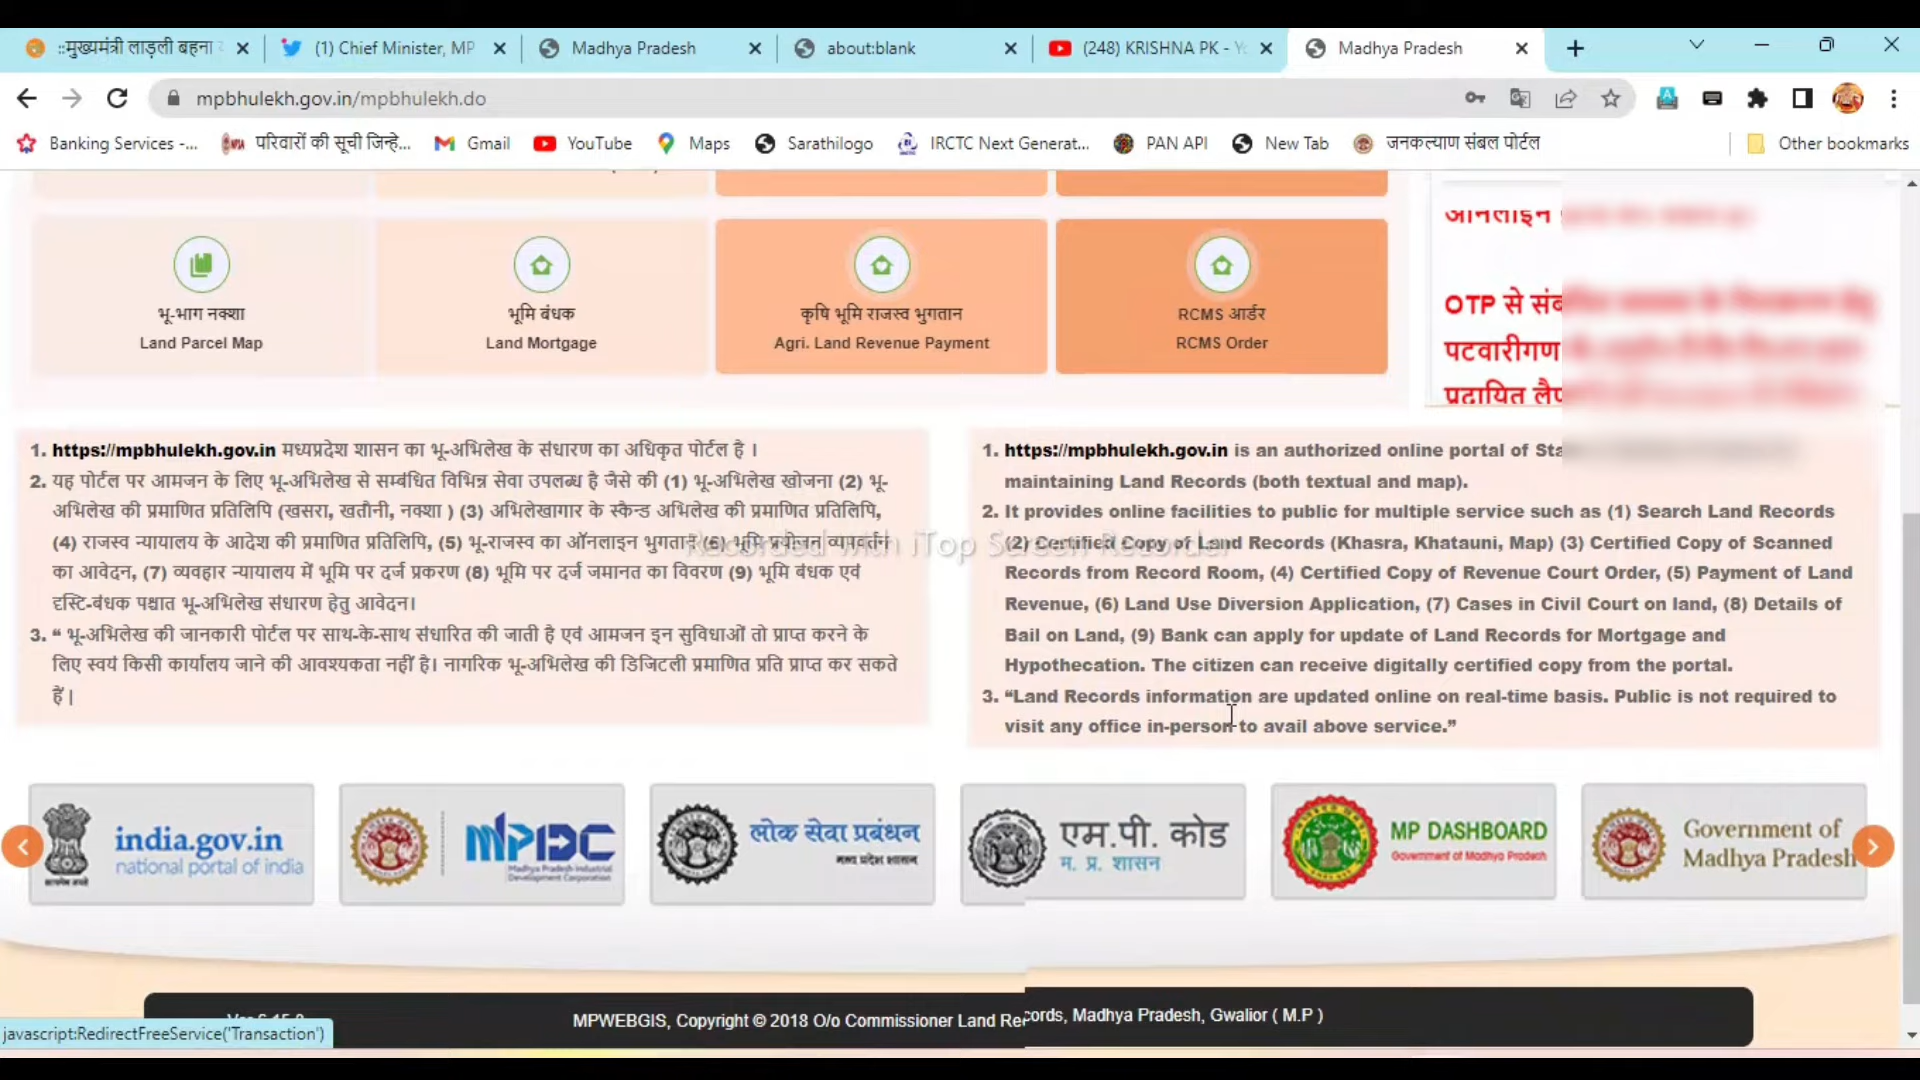 ::मुख्यमंत्री लाड़ली बहना
(1) Chief Minister, MP
Madhya Pradesh
about:blank
(248) KRISHNA PK - Yo
Madhya Pradesh
mpbhulekh.gov.in/mpbhulekh.do
Banking Services -...
परिवारों की सूची जिन्हे...
Gmail
YouTube
Maps
Sarathilogo
IRCTC Next Generat...
PAN API
New Tab
जनकल्याण संबल पोर्टल
Other bookmarks
भू-भाग नक्शा
Land Parcel Map
भूमि बंधक
Land Mortgage
कृषि भूमि राजस्व भुगतान
Agri. Land Revenue Payment
RCMS आर्डर
RCMS Order
ऑनलाइन
OTP से संबं
पटवारीगण
प्रदायित लैप
1. https://mpbhulekh.gov.in मध्यप्रदेश शासन का भू-अभिलेख के संधारण का अधिकृत पोर्टल है ।
2. यह पोर्टल पर आमजन के लिए भू-अभिलेख से सम्बंधित विभिन्न सेवा उपलब्ध है जैसे की (1) भू-अभिलेख खोजना (2) भू-
अभिलेख की प्रमाणित प्रतिलिपि (खसरा, खतौनी, नक्शा ) (3) अभिलेखागार के स्कैन्ड अभिलेख की प्रमाणित प्रतिलिपि,
(4) राजस्व न्यायालय के आदेश की प्रमाणित प्रतिलिपि, (5) भू-राजस्व का ऑनलाइन भुगतान (6) भूमि प्रयोजन व्यपवर्तन
का आवेदन, (7) व्यवहार न्यायालय में भूमि पर दर्ज प्रकरण (8) भूमि पर दर्ज जमानत का विवरण (9) भूमि बंधक एवं
दृस्टि-बंधक पश्चात भू-अभिलेख संधारण हेतु आवेदन।
3. “ भू-अभिलेख की जानकारी पोर्टल पर साथ-के-साथ संधारित की जाती है एवं आमजन इन सुविधाओं तो प्राप्त करने के
लिए स्वयं किसी कार्यालय जाने की आवश्यकता नहीं है। नागरिक भू-अभिलेख की डिजिटली प्रमाणित प्रति प्राप्त कर सकते
हैं |
1. https://mpbhulekh.gov.in is an authorized online portal of Sta
maintaining Land Records (both textual and map).
2. It provides online facilities to public for multiple service such as (1) Search Land Records
(2) Certified Copy of Land Records (Khasra, Khatauni, Map) (3) Certified Copy of Scanned
Records from Record Room, (4) Certified Copy of Revenue Court Order, (5) Payment of Land
Revenue, (6) Land Use Diversion Application, (7) Cases in Civil Court on land, (8) Details of
Bail on Land, (9) Bank can apply for update of Land Records for Mortgage and
Hypothecation. The citizen can receive digitally certified copy from the portal.
3. “Land Records information are updated online on real-time basis. Public is not required to
visit any office in-person to avail above service.”
Recorded with iTop Screen Recorder
india.gov.in
national portal of india
MPIDC
Madhya Pradesh Industrial
Development Corporation
लोक सेवा प्रबंधन
मध्य प्रदेश शासन
एम.पी. कोड
म. प्र. शासन
MP DASHBOARD
Government of Madhya Pradesh
Government of
Madhya Pradesh
MPWEBGIS, Copyright © 2018 O/o Commissioner Land Records, Madhya Pradesh, Gwalior ( M.P )
javascript:RedirectFreeService('Transaction')